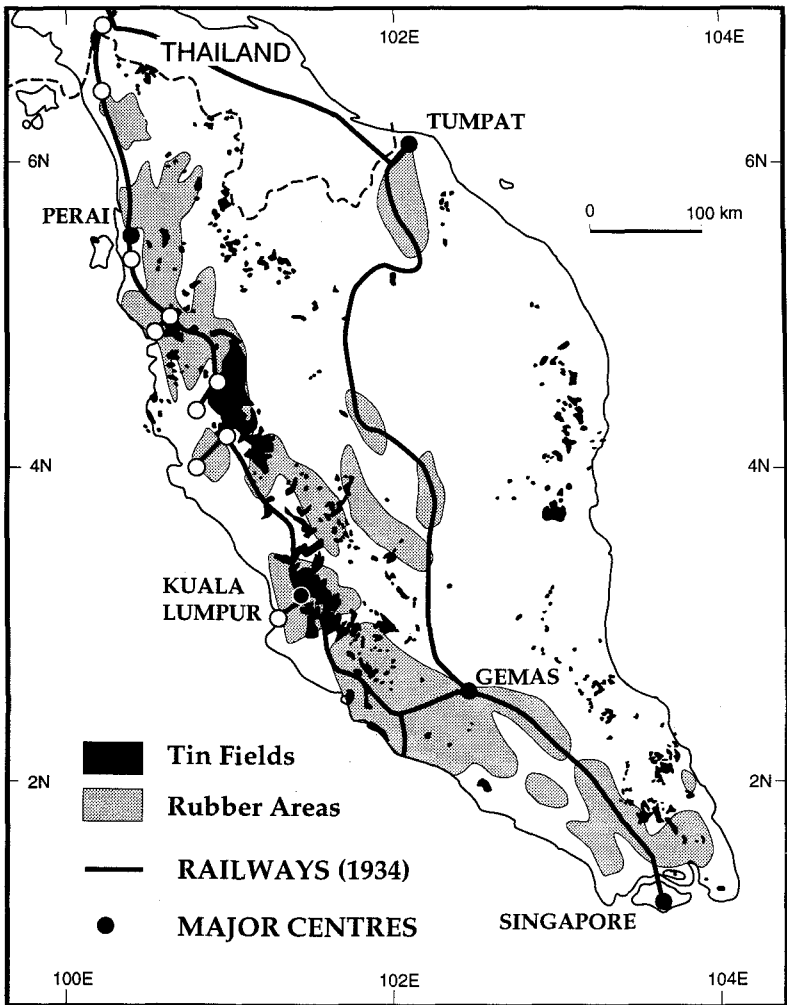 102E
104E
THAILAND
TUMPAT
6N
6N
PERAI
0
100 km
4N
4N
KUALA
LUMPUR
GEMAS
Tin Fields
2N
2N
Rubber Areas
RAILWAYS (1934)
MAJOR CENTRES
SINGAPORE
100E
102E
104E